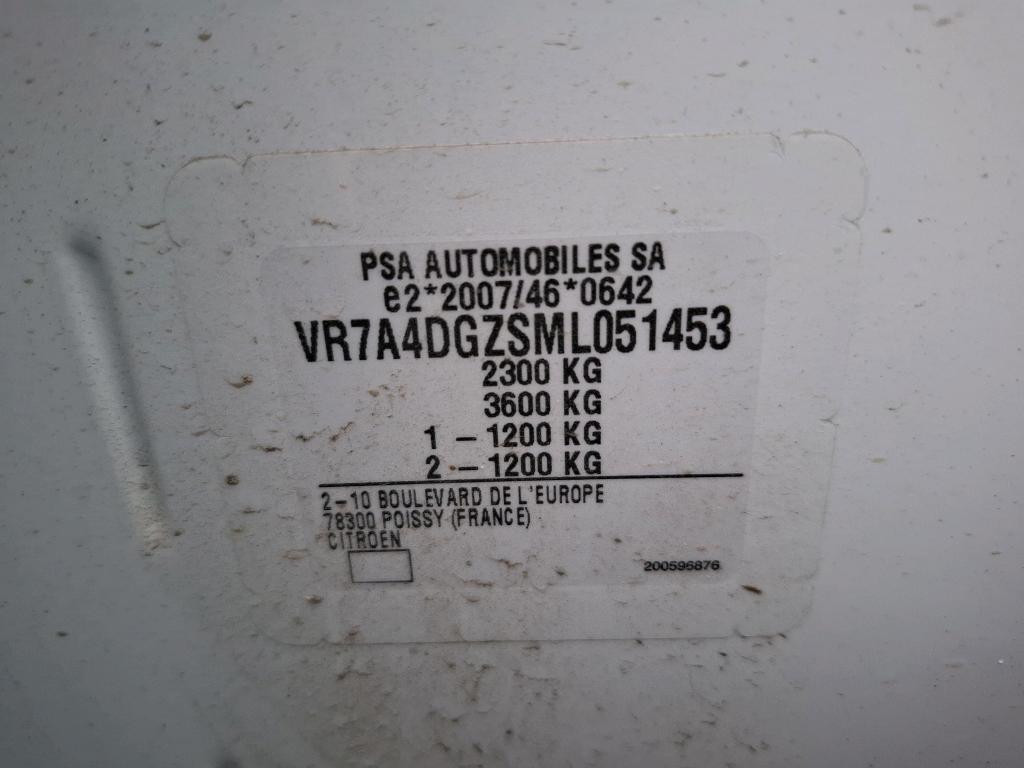 PSA AUTOMOBILES SA
e2*2007/46*0642
VR7A4DGZSML051453
2300 KG
3600 KG
1 - 1200 KG
2 - 1200 KG
2-10 BOULEVARD DE L'EUROPE
78300 POISSY (FRANCE)
CITROEN
200596876